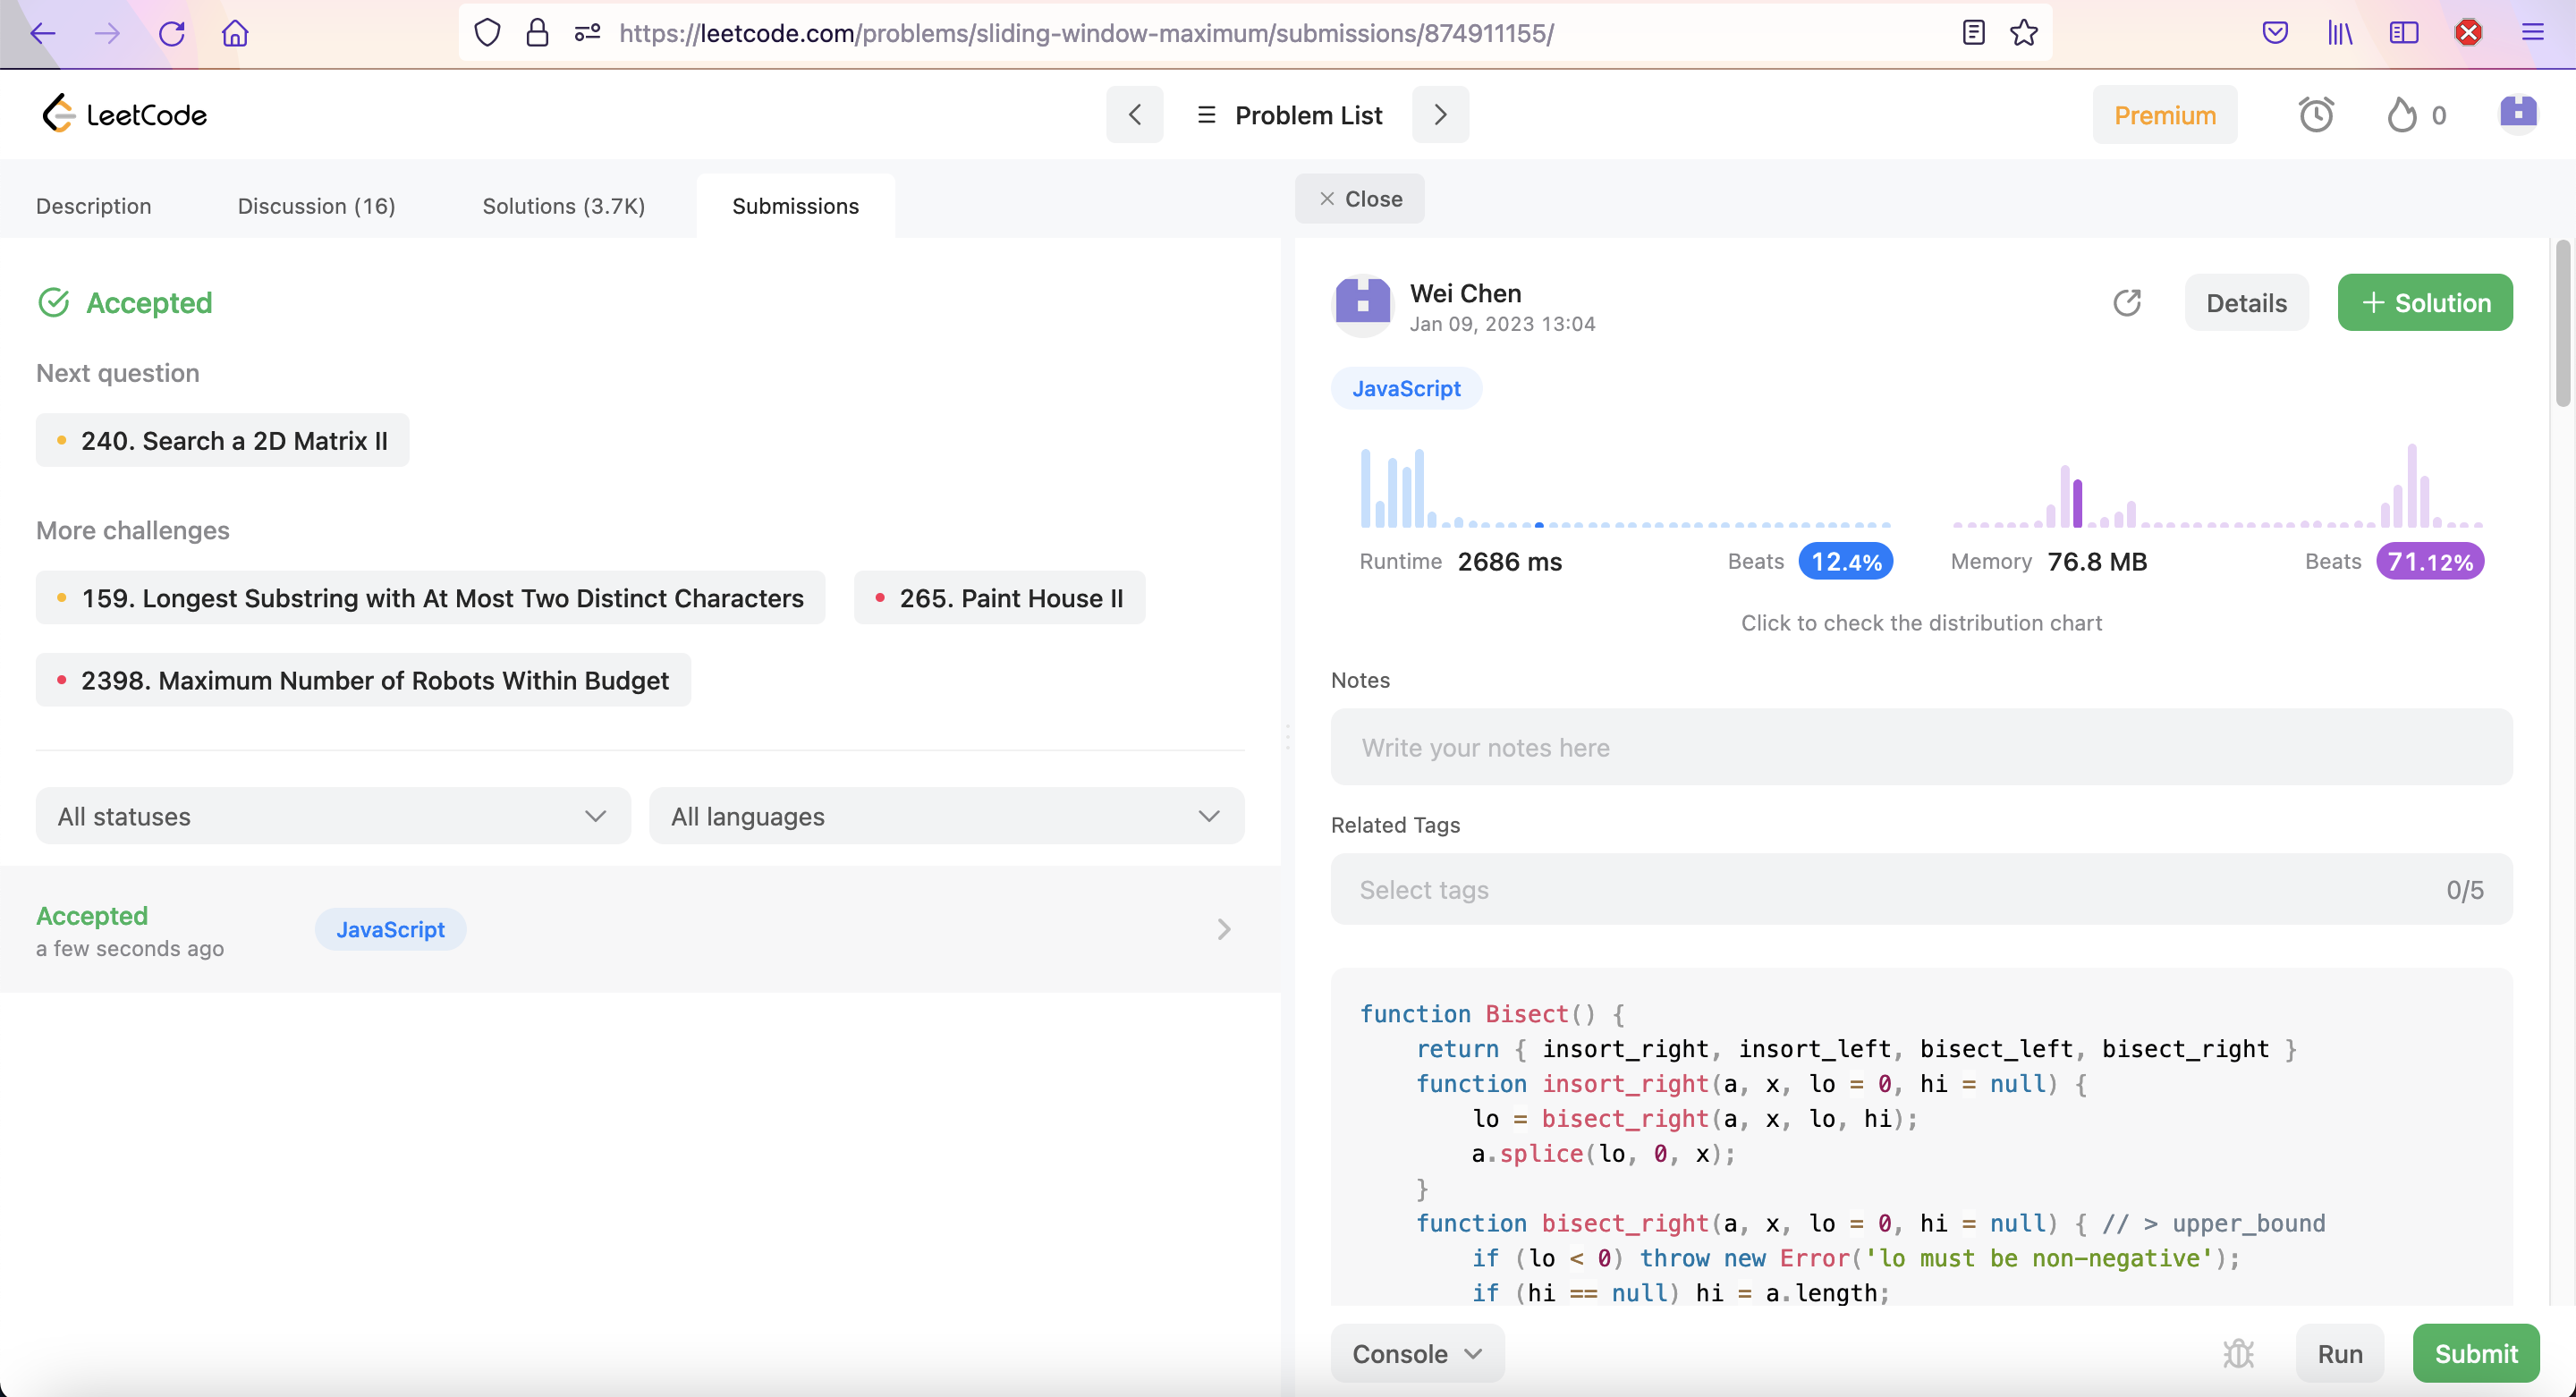 https://leetcode.com/problems/sliding-window-maximum/submissions/874911155/
LeetCode
Problem List
Premium
0
Description
Discussion (16)
Solutions (3.7K)
Submissions
Close
Accepted
Next question
240. Search a 2D Matrix II
More challenges
159. Longest Substring with At Most Two Distinct Characters
265. Paint House II
2398. Maximum Number of Robots Within Budget
All statuses
All languages
Accepted
a few seconds ago
JavaScript
Wei Chen
Jan 09, 2023 13:04
Details
+ Solution
JavaScript
Runtime 2686 ms
Beats 12.4%
Memory 76.8 MB
Beats 71.12%
Click to check the distribution chart
Notes
Write your notes here
Related Tags
Select tags
0/5
function Bisect() {
    return { insort_right, insort_left, bisect_left, bisect_right }
    function insort_right(a, x, lo = 0, hi = null) {
        lo = bisect_right(a, x, lo, hi);
        a.splice(lo, 0, x);
    }
    function bisect_right(a, x, lo = 0, hi = null) { // > upper_bound
        if (lo < 0) throw new Error('lo must be non-negative');
        if (hi == null) hi = a.length;
Console
Run
Submit